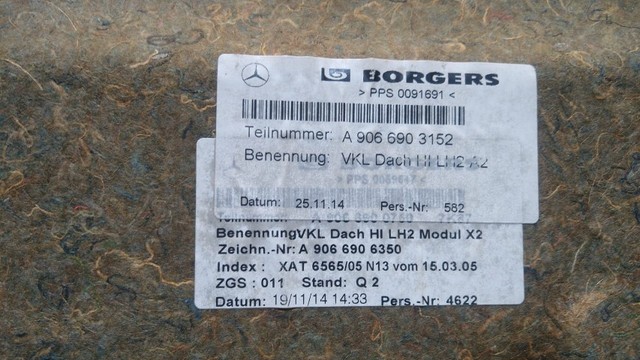 BORGERS
> PPS 0091691 <
Teilnummer: A 906 690 3152
Benennung: VKL Dach HI LH2 A2
Datum: 25.11.14 Pers.-Nr: 582
BenennungVKL Dach HI LH2 Modul X2
Zeichn.-Nr: A 906 690 6350
Index : XAT 6565/05 N13 vom 15.03.05
ZGS : 011 Stand: Q 2
Datum: 19/11/14 14:33 Pers.-Nr: 4622